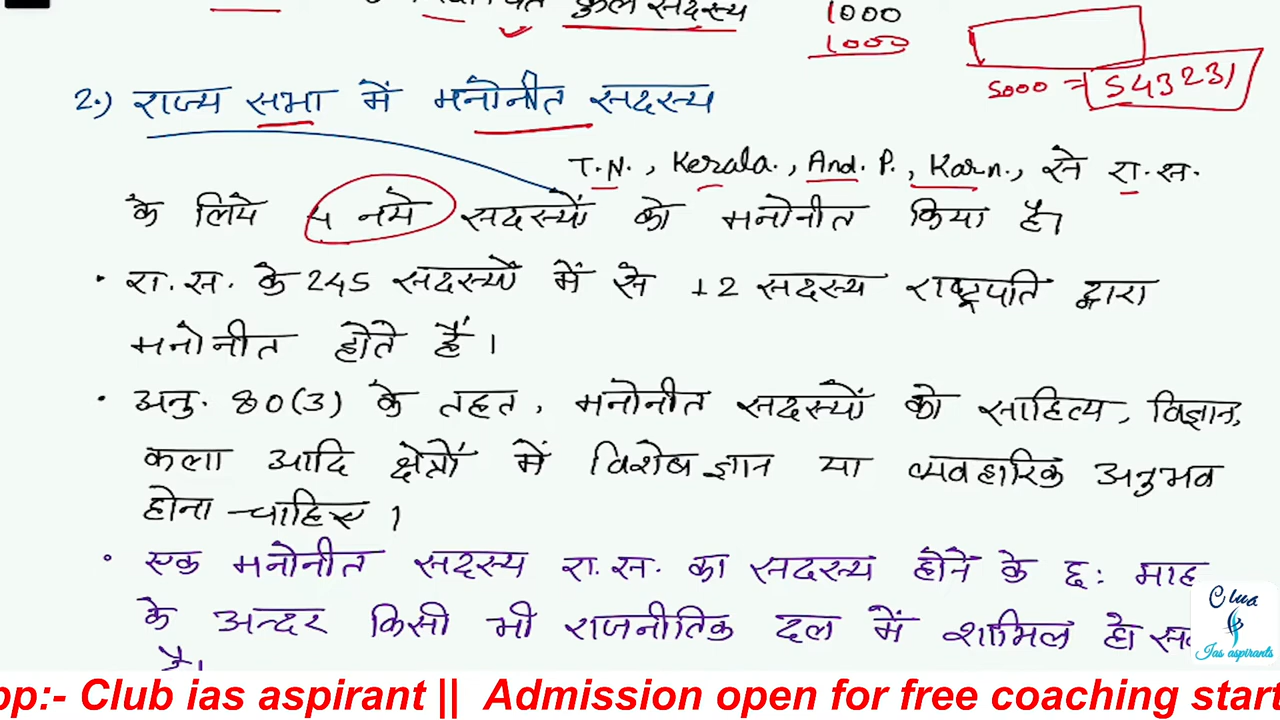 कुल सदस्य
1000
1000
5000 = 543231
2.) राज्य सभा में मनोनीत सदस्य
T.N., Kerala., And. P., Karn., से रा.स.
के लिये 4 नये सदस्यों को मनोनीत किया है।
• रा.स. के 245 सदस्यों में से 12 सदस्य राष्ट्रपति द्वारा
मनोनीत होते हैं।
• अनु. 80(3) के तहत, मनोनीत सदस्यों को साहित्य, विज्ञान,
कला आदि क्षेत्रों में विशेष ज्ञान या व्यवहारिक अनुभव
होना चाहिए।
• एक मनोनीत सदस्य रा.स. का सदस्य होने के छ: माह
के अन्दर किसी भी राजनीतिक दल में शामिल हो
है।
Club
Ias aspirants
pp:- Club ias aspirant || Admission open for free coaching start